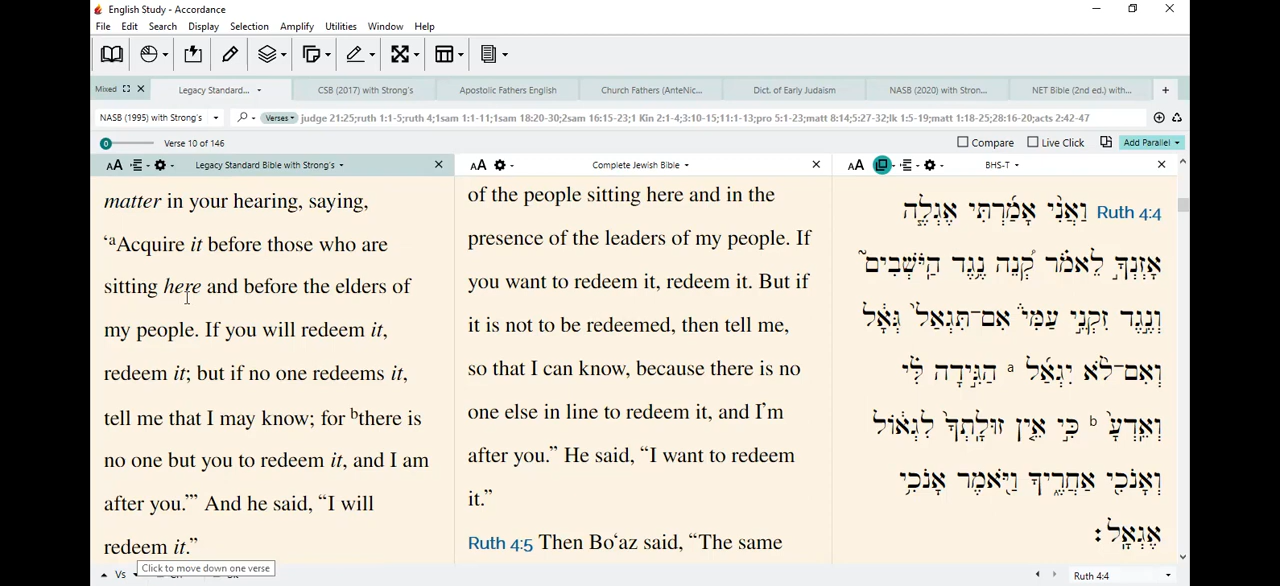 English Study - Accordance
File Edit Search Display Selection Amplify Utilities Window Help
Mixed Legacy Standard... CSB (2017) with Strong's Apostolic Fathers English Church Fathers (AnteNic... Dict. of Early Judaism NASB (2020) with Stron... NET Bible (2nd ed.) with...
NASB (1995) with Strong's Verses judge 21:25;ruth 1:1-5;ruth 4;1sam 1:1-11;1sam 18:20-30;2sam 16:15-23;1 Kin 2:1-4;3:10-15;11:1-13;pro 5:1-23;matt 8:14;5:27-32;lk 1:5-19;matt 1:18-25;28:16-20;acts 2:42-47
0 Verse 10 of 146 Compare Live Click Add Parallel
AA Legacy Standard Bible with Strong's
matter in your hearing, saying,
‘aAcquire it before those who are
sitting here and before the elders of
my people. If you will redeem it,
redeem it; but if no one redeems it,
tell me that I may know; for bthere is
no one but you to redeem it, and I am
after you.’” And he said, “I will
redeem it.”
AA Complete Jewish Bible
of the people sitting here and in the
presence of the leaders of my people. If
you want to redeem it, redeem it. But if
it is not to be redeemed, then tell me,
so that I can know, because there is no
one else in line to redeem it, and I’m
after you.” He said, “I want to redeem
it.”
Ruth 4:5 Then Bo‘az said, “The same
AA BHS-T
Ruth 4:4 וַאֲנִ֨י אָמַ֜רְתִּי אֶגְלֶ֧ה
אָזְנְךָ֣ לֵאמֹ֗ר קְ֠נֵה נֶ֥גֶד הַֽיֹּשְׁבִים֮
וְנֶ֣גֶד זִקְנֵ֣י עַמִּי֒ אִם־תִּגְאַל֙ גְּאָ֔ל
וְאִם־לֹ֨א יִגְאַ֜ל a הַגִּ֣ידָה לִּ֗י
וְאֵֽדְעָ֙ b כִּ֣י אֵ֤ין זוּלָֽתְךָ֙ לִגְא֔וֹל
וְאָנֹכִ֖י אַחֲרֶ֑יךָ וַיֹּ֖אמֶר אָנֹכִ֥י
אֶגְאָֽל׃
Vs
Click to move down one verse
Ruth 4:4